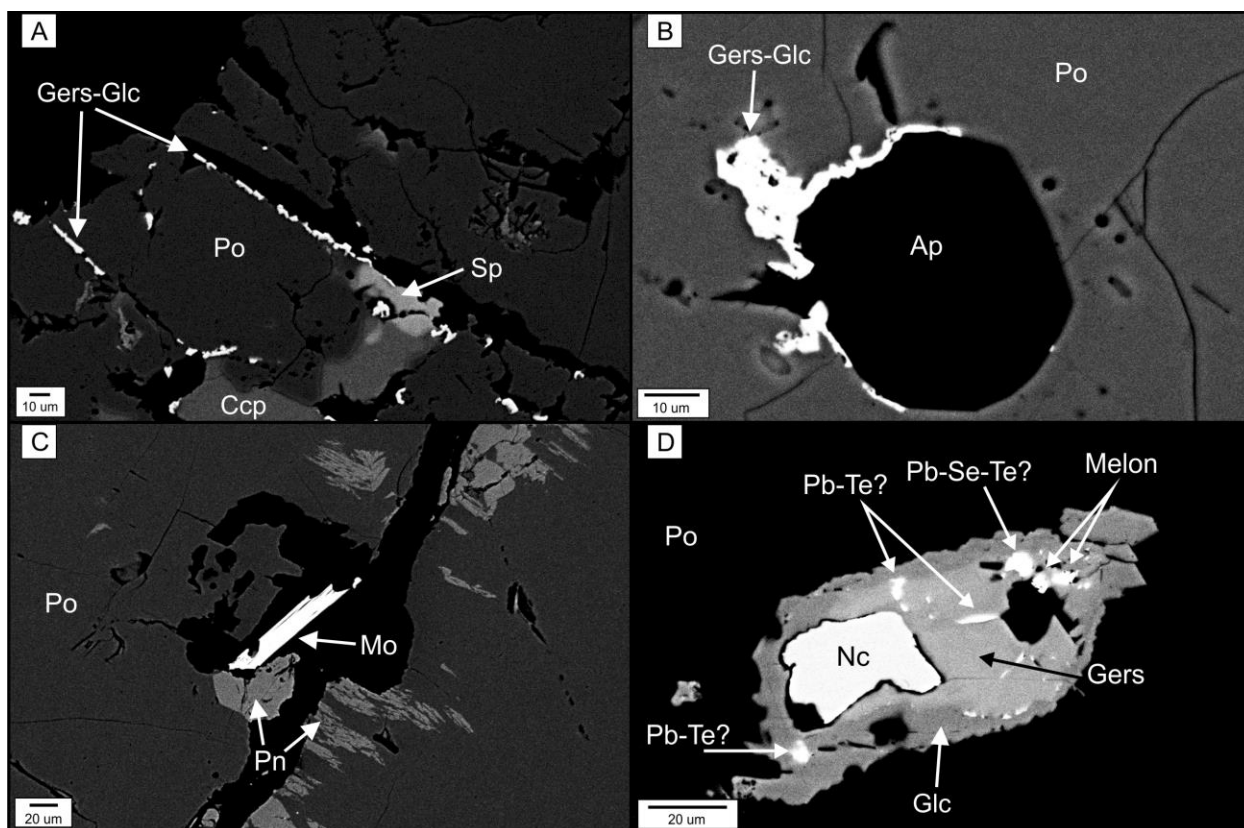 A
Gers-Glc
Po
Sp
Ccp
10 um
B
Gers-Glc
Po
Ap
10 um
C
Po
Mo
Pn
20 um
D
Pb-Te?
Pb-Se-Te?
Melon
Po
Nc
Gers
Pb-Te?
Glc
20 um